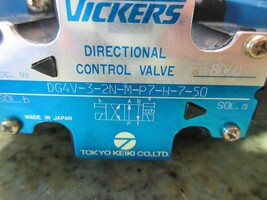 VICKERS
DIRECTIONAL
CONTROL VALVE
DG4V-3-2N-M-P7-H-7-50
SOL.b
SOL.a
MADE IN JAPAN
TOKYO KEIKI CO., LTD.